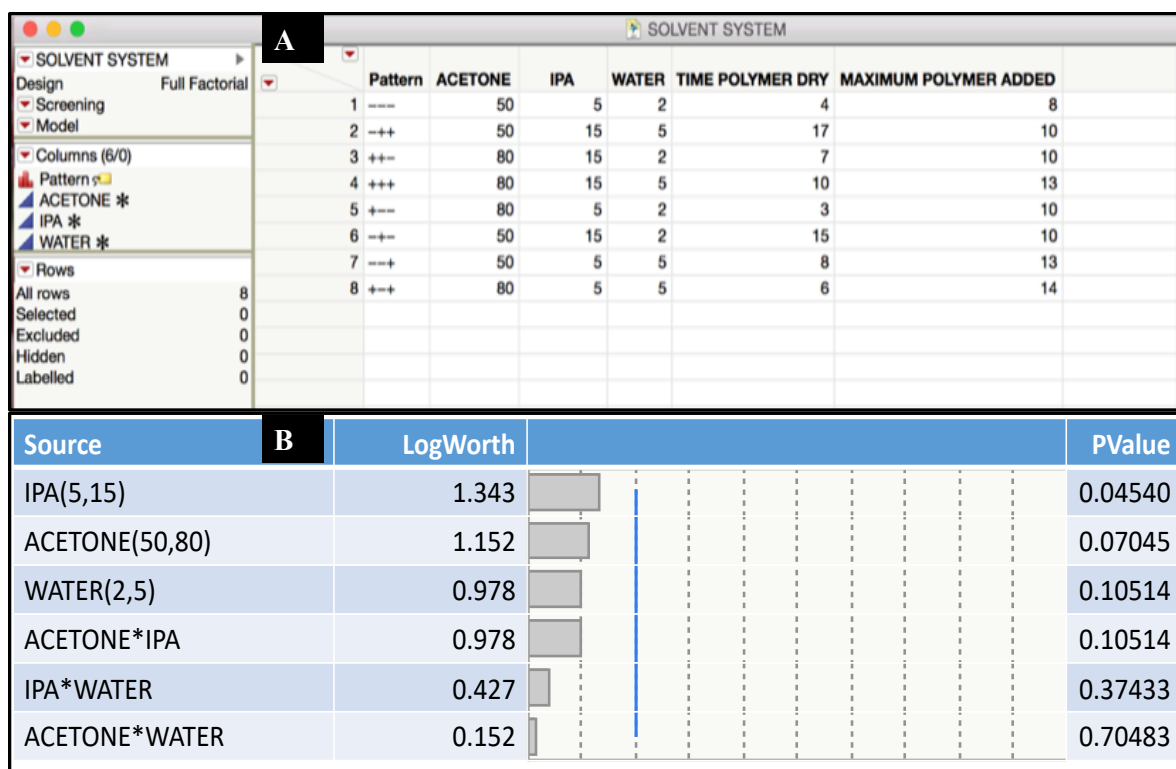 SOLVENT SYSTEM
A
SOLVENT SYSTEM
Design Full Factorial
Screening
Model
Columns (6/0)
Pattern
ACETONE *
IPA *
WATER *
Rows
All rows 8
Selected 0
Excluded 0
Hidden 0
Labelled 0
Pattern ACETONE IPA WATER TIME POLYMER DRY MAXIMUM POLYMER ADDED
1 --- 50 5 2 4 8
2 -++ 50 15 5 17 10
3 ++- 80 15 2 7 10
4 +++ 80 15 5 10 13
5 +-- 80 5 2 3 10
6 -+- 50 15 2 15 10
7 --+ 50 5 5 8 13
8 +-+ 80 5 5 6 14
Source B LogWorth PValue
IPA(5,15) 1.343 0.04540
ACETONE(50,80) 1.152 0.07045
WATER(2,5) 0.978 0.10514
ACETONE*IPA 0.978 0.10514
IPA*WATER 0.427 0.37433
ACETONE*WATER 0.152 0.70483